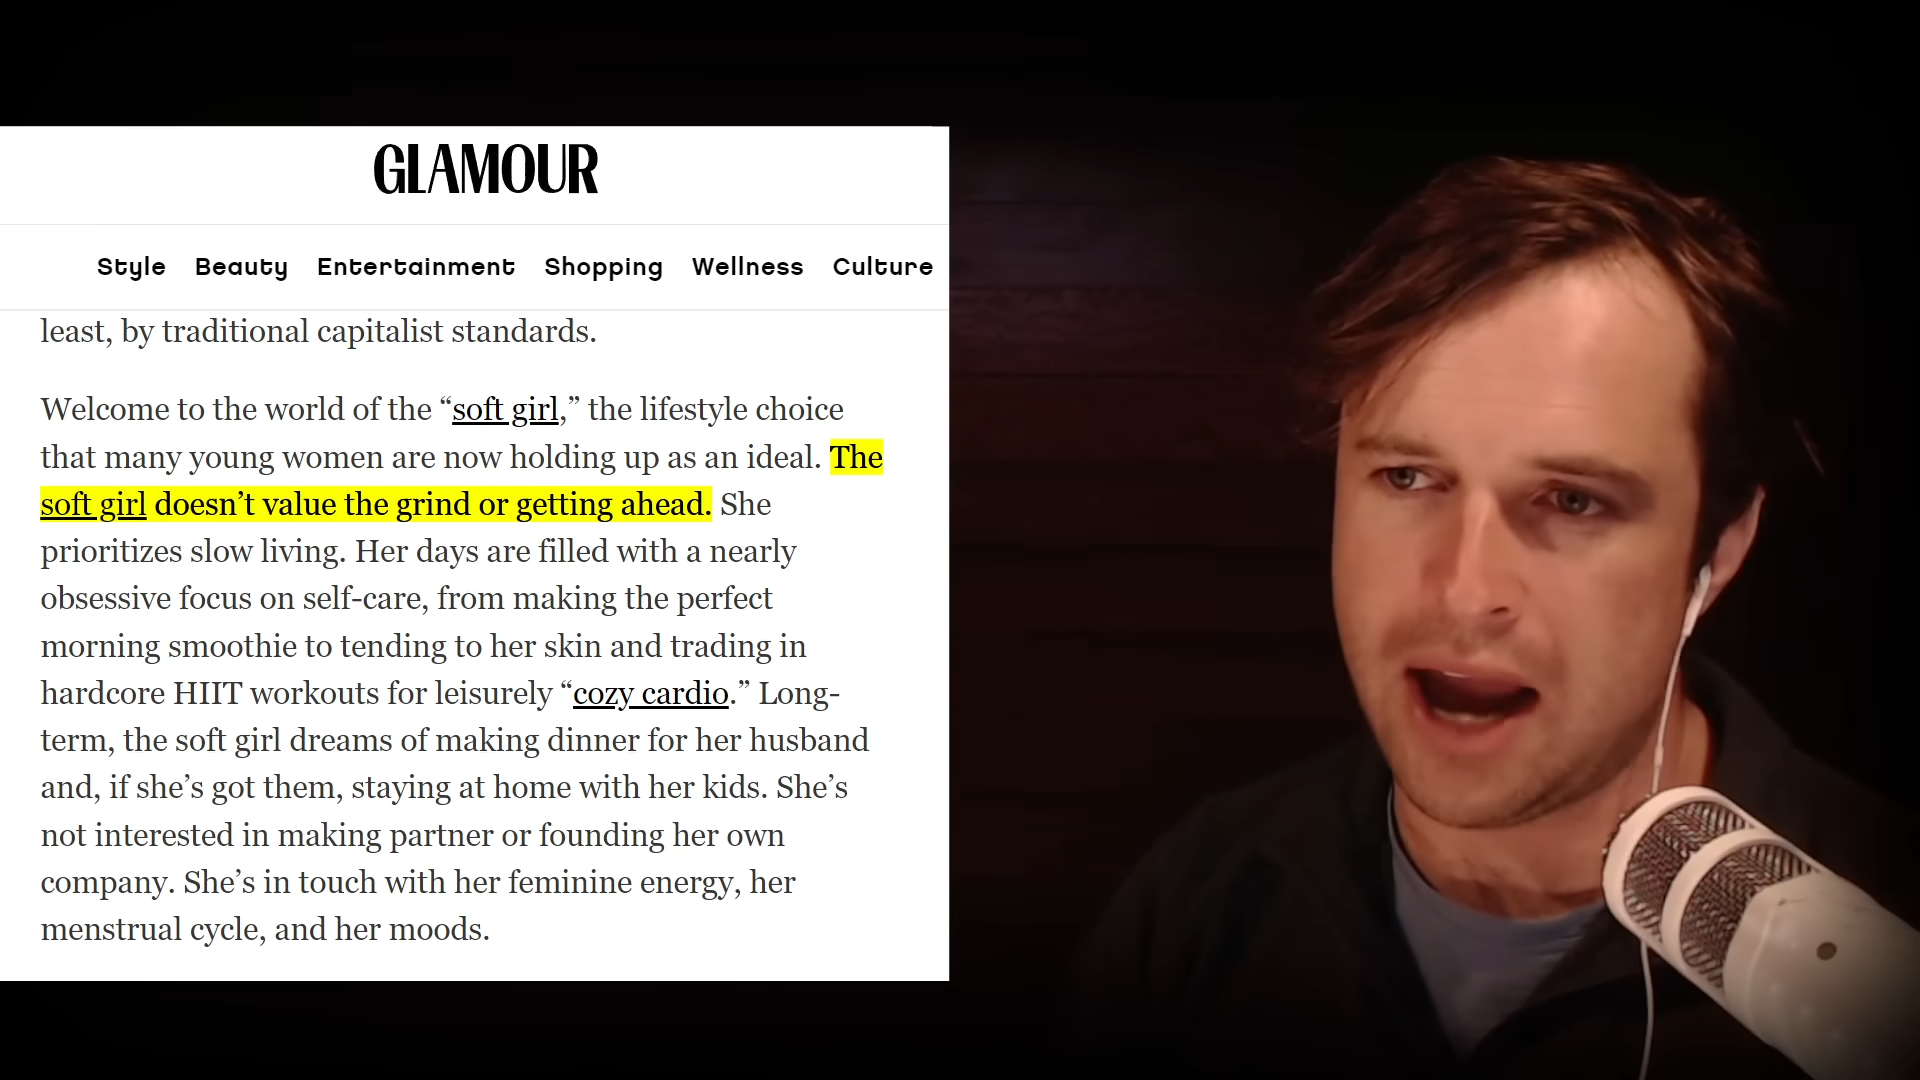 GLAMOUR
Style Beauty Entertainment Shopping Wellness Culture
least, by traditional capitalist standards.
Welcome to the world of the “soft girl,” the lifestyle choice
that many young women are now holding up as an ideal. The
soft girl doesn’t value the grind or getting ahead. She
prioritizes slow living. Her days are filled with a nearly
obsessive focus on self-care, from making the perfect
morning smoothie to tending to her skin and trading in
hardcore HIIT workouts for leisurely “cozy cardio.” Long-
term, the soft girl dreams of making dinner for her husband
and, if she’s got them, staying at home with her kids. She’s
not interested in making partner or founding her own
company. She’s in touch with her feminine energy, her
menstrual cycle, and her moods.